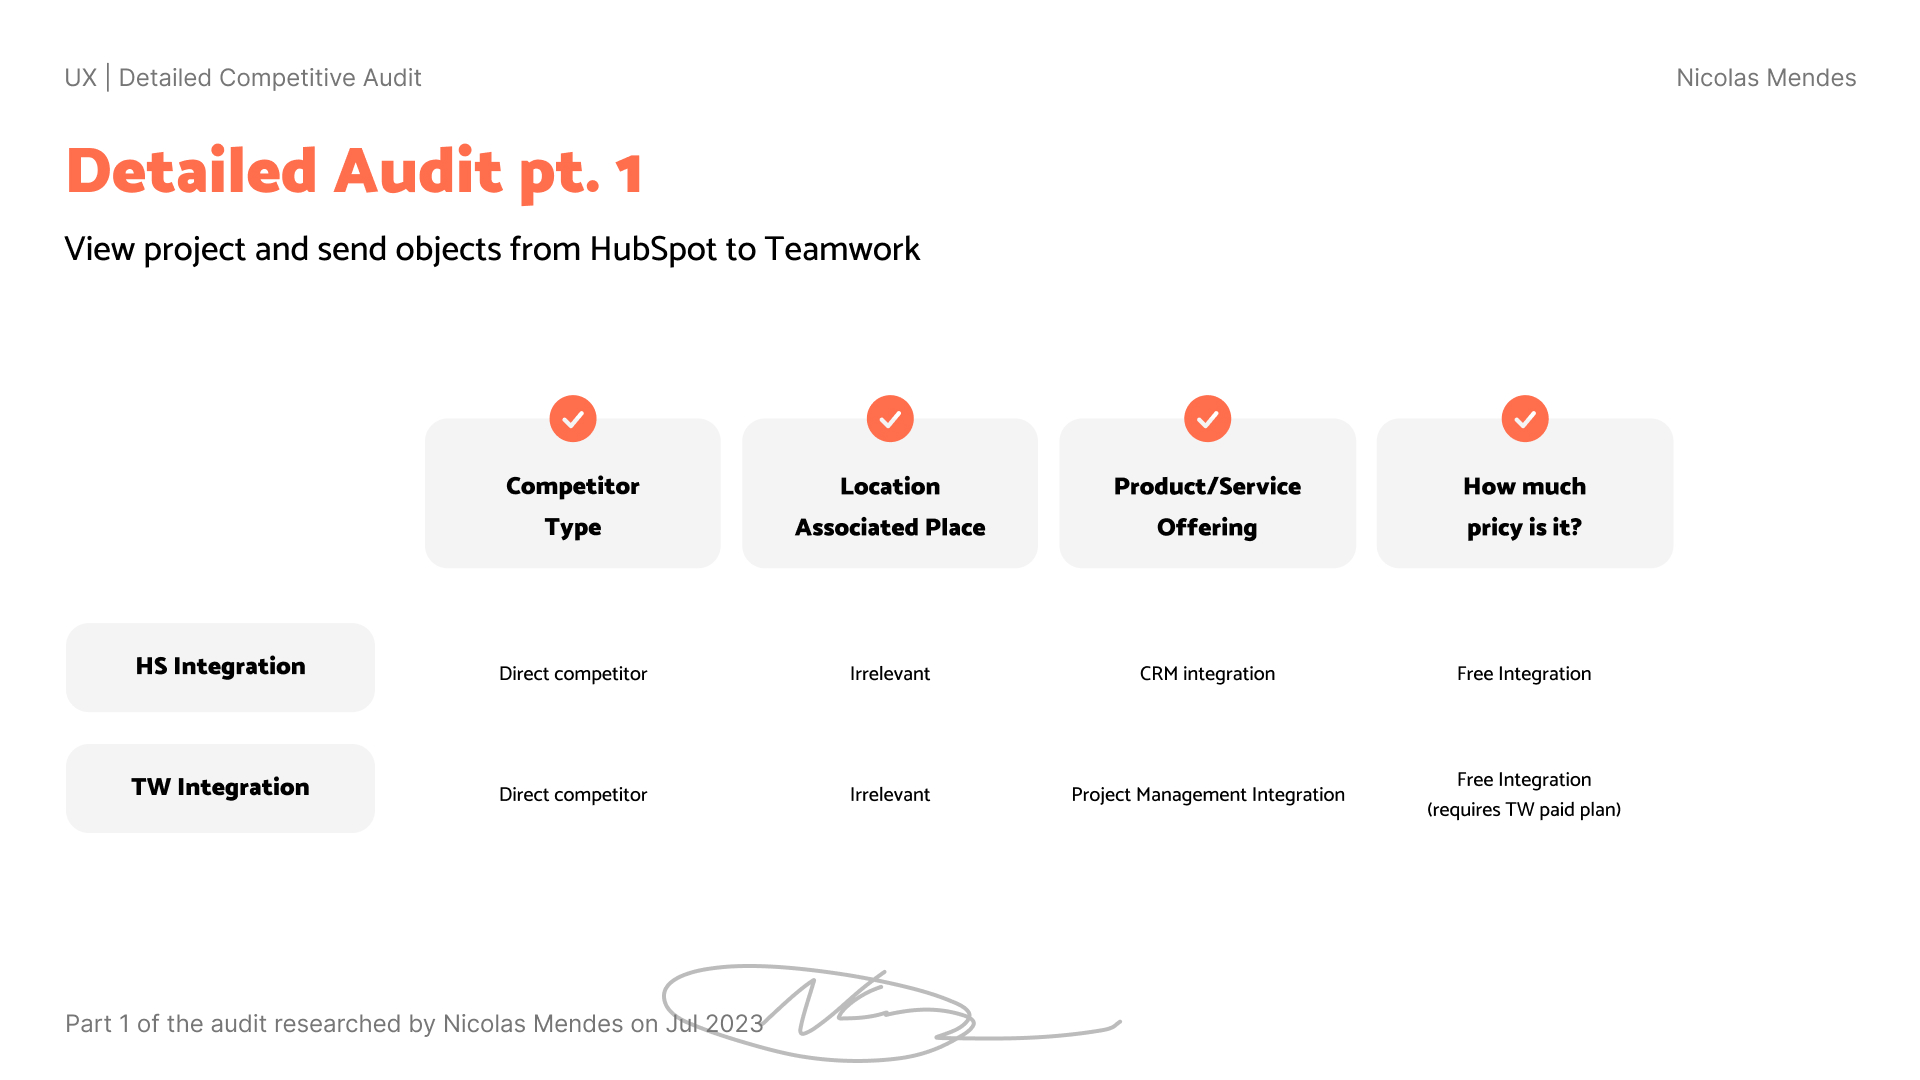 UX | Detailed Competitive Audit
Nicolas Mendes
Detailed Audit pt. 1
View project and send objects from HubSpot to Teamwork
Competitor
Type
Location
Associated Place
Product/Service
Offering
How much
pricy is it?
HS Integration
Direct competitor
Irrelevant
CRM integration
Free Integration
TW Integration
Direct competitor
Irrelevant
Project Management Integration
Free Integration
(requires TW paid plan)
Part 1 of the audit researched by Nicolas Mendes on Jul 2023